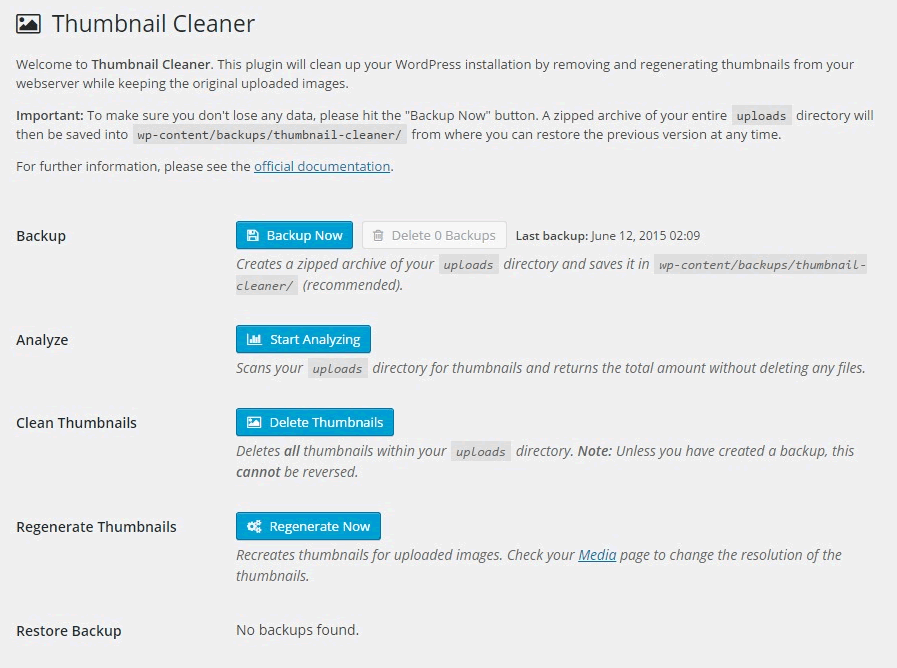 Thumbnail Cleaner
Welcome to Thumbnail Cleaner. This plugin will clean up your WordPress installation by removing and regenerating thumbnails from your
webserver while keeping the original uploaded images.
Important: To make sure you don't lose any data, please hit the "Backup Now" button. A zipped archive of your entire uploads directory will
then be saved into wp-content/backups/thumbnail-cleaner/ from where you can restore the previous version at any time.
For further information, please see the official documentation.
Backup Backup Now Delete 0 Backups Last backup: June 12, 2015 02:09
Creates a zipped archive of your uploads directory and saves it in wp-content/backups/thumbnail-
cleaner/ (recommended).
Analyze Start Analyzing
Scans your uploads directory for thumbnails and returns the total amount without deleting any files.
Clean Thumbnails Delete Thumbnails
Deletes all thumbnails within your uploads directory. Note: Unless you have created a backup, this
cannot be reversed.
Regenerate Thumbnails Regenerate Now
Recreates thumbnails for uploaded images. Check your Media page to change the resolution of the
thumbnails.
Restore Backup No backups found.